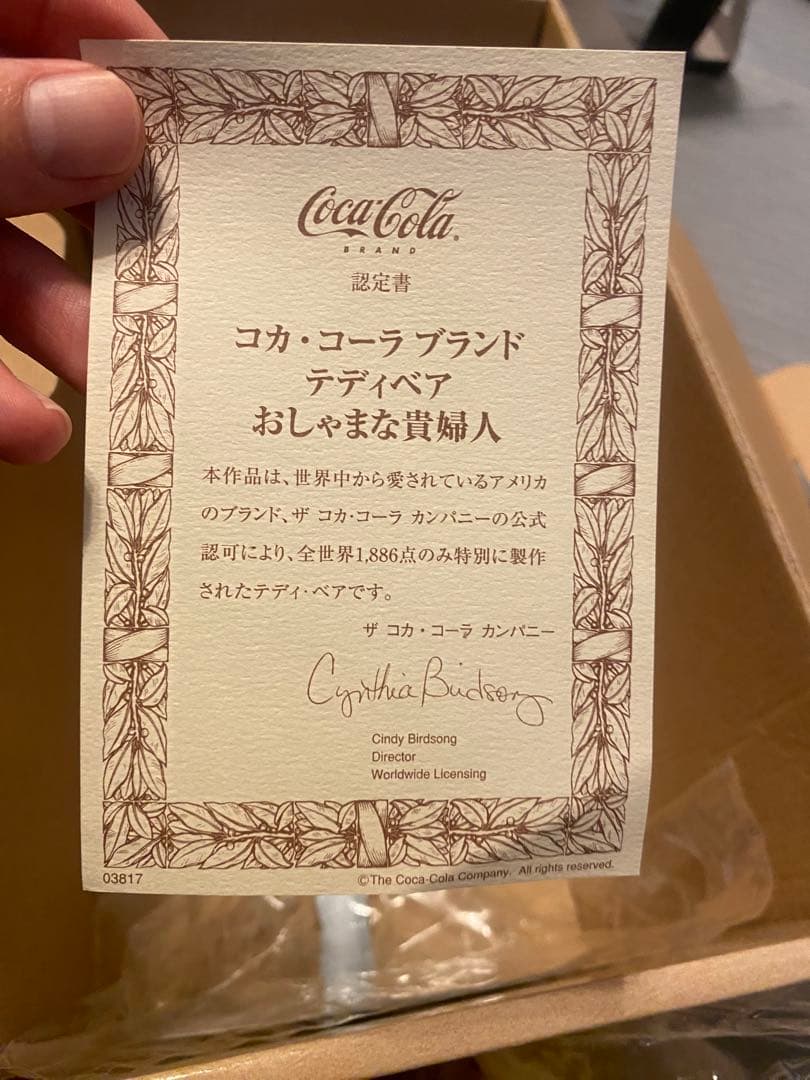 Coca-Cola®
BRAND
認定書
コカ・コーラ ブランド
テディベア
おしゃまな貴婦人
本作品は、世界中から愛されているアメリカ
のブランド、ザ コカ・コーラ カンパニーの公式
認可により、全世界1,886点のみ特別に製作
されたテディ・ベアです。
ザ コカ・コーラ カンパニー
Cynthia Birdsong
Cindy Birdsong
Director
Worldwide Licensing
03817
©The Coca-Cola Company. All rights reserved.